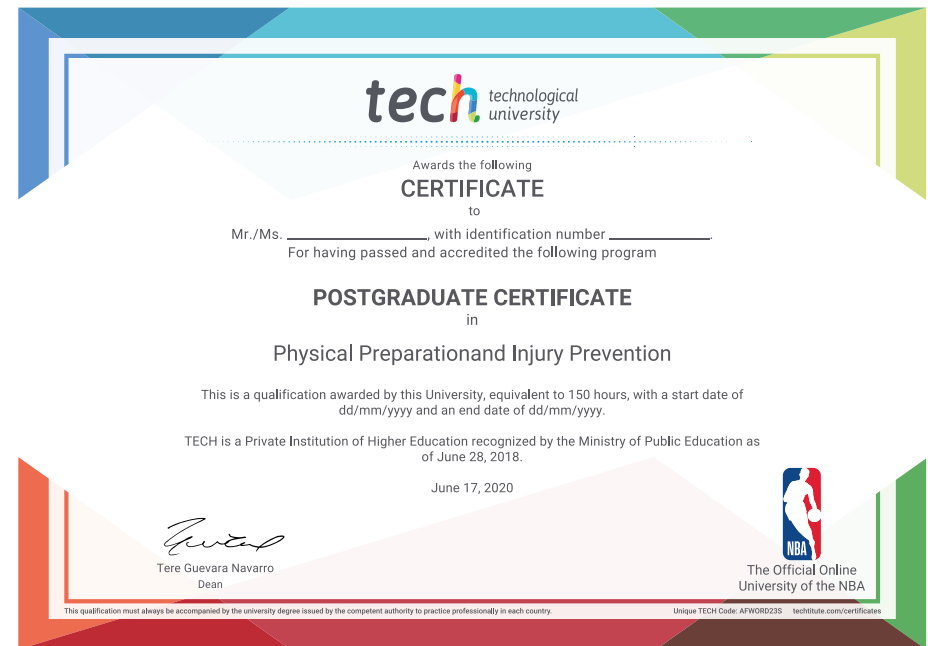 tech technological
university
Awards the following
CERTIFICATE
to
Mr./Ms. ____________, with identification number ____________.
For having passed and accredited the following program
POSTGRADUATE CERTIFICATE
in
Physical Preparationand Injury Prevention
This is a qualification awarded by this University, equivalent to 150 hours, with a start date of
dd/mm/yyyy and an end date of dd/mm/yyyy.
TECH is a Private Institution of Higher Education recognized by the Ministry of Public Education as
of June 28, 2018.
June 17, 2020
Tere Guevara Navarro
Dean
NBA
The Official Online
University of the NBA
This qualification must always be accompanied by the university degree issued by the competent authority to practice professionally in each country.
Unique TECH Code: AFWORD23S techtitute.com/certificates